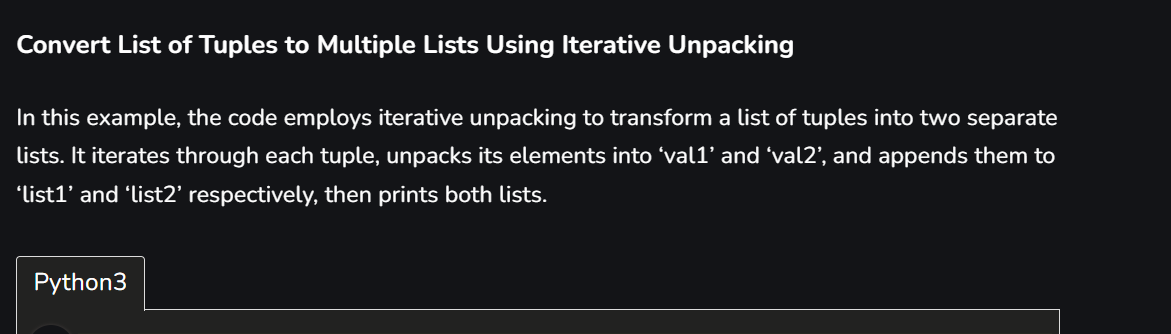 Convert List of Tuples to Multiple Lists Using Iterative Unpacking
In this example, the code employs iterative unpacking to transform a list of tuples into two separate
lists. It iterates through each tuple, unpacks its elements into ‘val1’ and ‘val2’, and appends them to
‘list1’ and ‘list2’ respectively, then prints both lists.
Python3